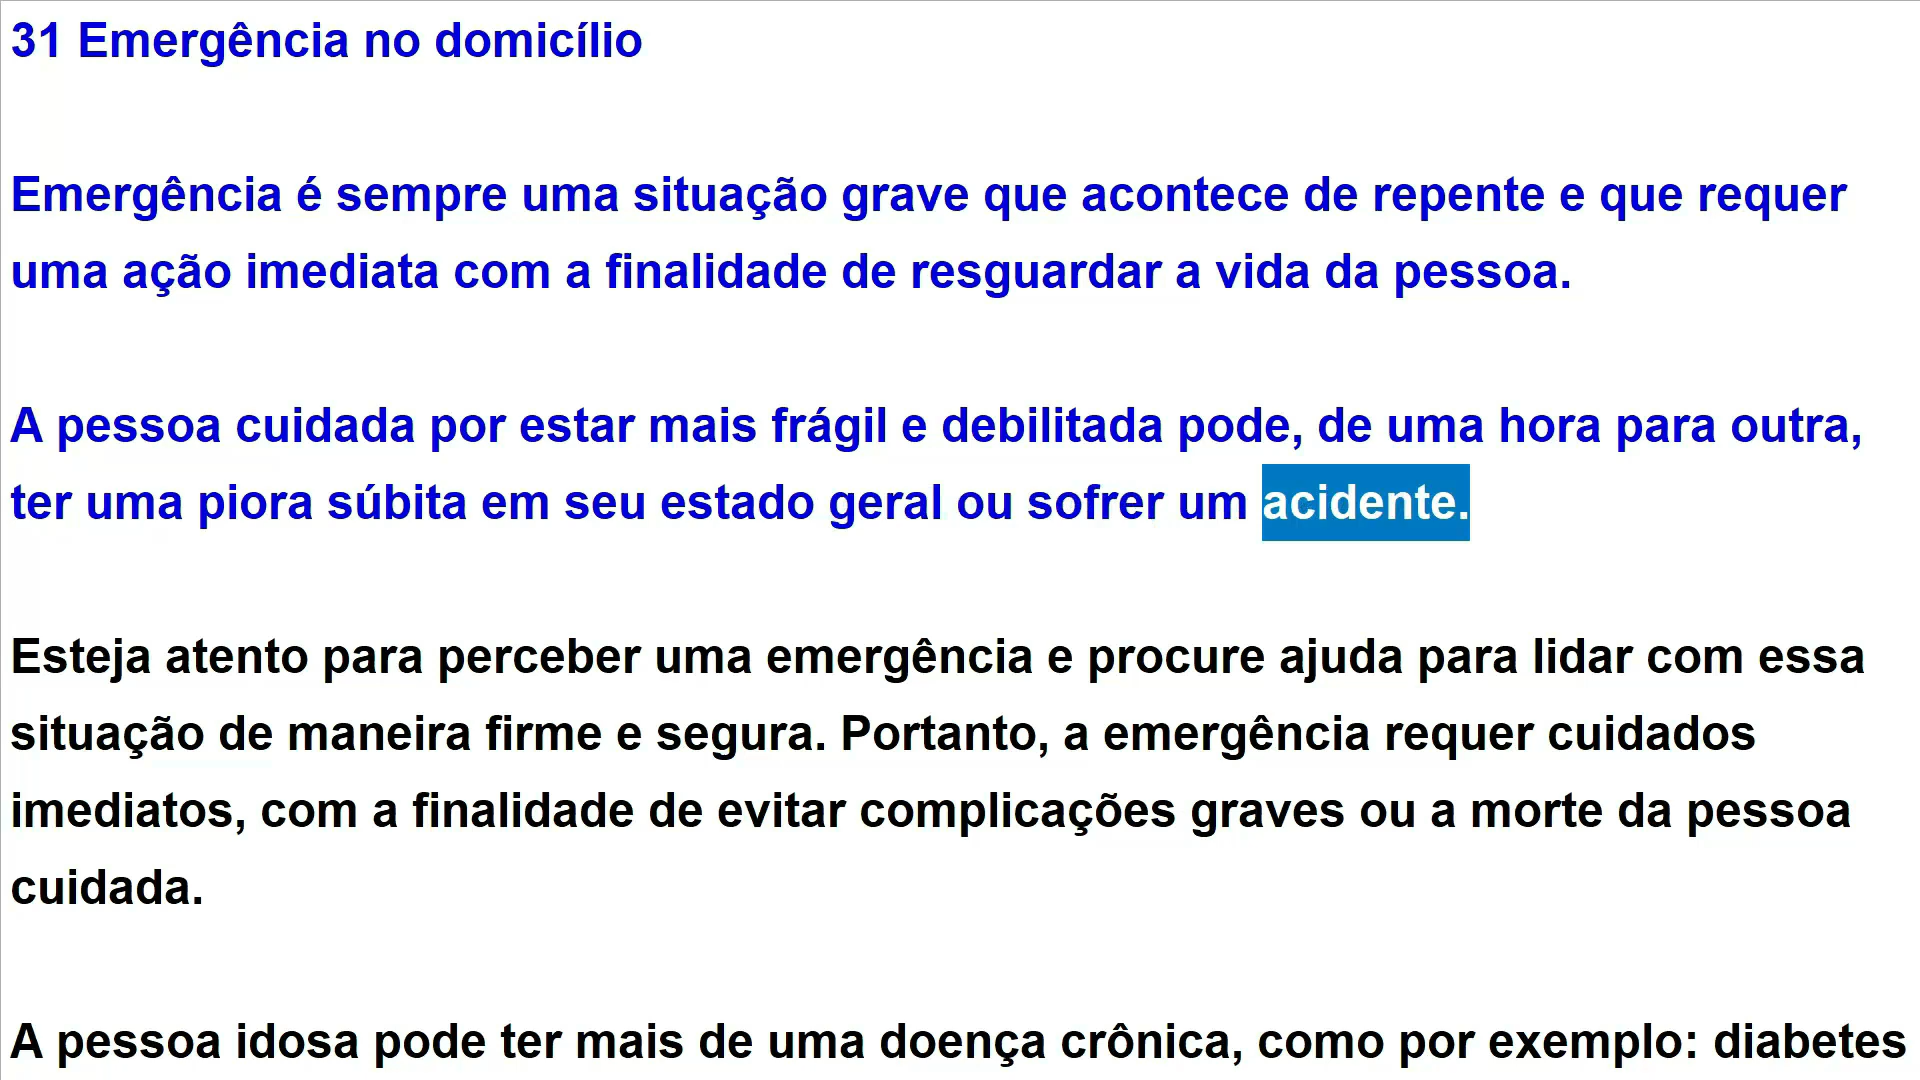 31 Emergência no domicílio
Emergência é sempre uma situação grave que acontece de repente e que requer
uma ação imediata com a finalidade de resguardar a vida da pessoa.
A pessoa cuidada por estar mais frágil e debilitada pode, de uma hora para outra,
ter uma piora súbita em seu estado geral ou sofrer um acidente.
Esteja atento para perceber uma emergência e procure ajuda para lidar com essa
situação de maneira firme e segura. Portanto, a emergência requer cuidados
imediatos, com a finalidade de evitar complicações graves ou a morte da pessoa
cuidada.
A pessoa idosa pode ter mais de uma doença crônica, como por exemplo: diabetes